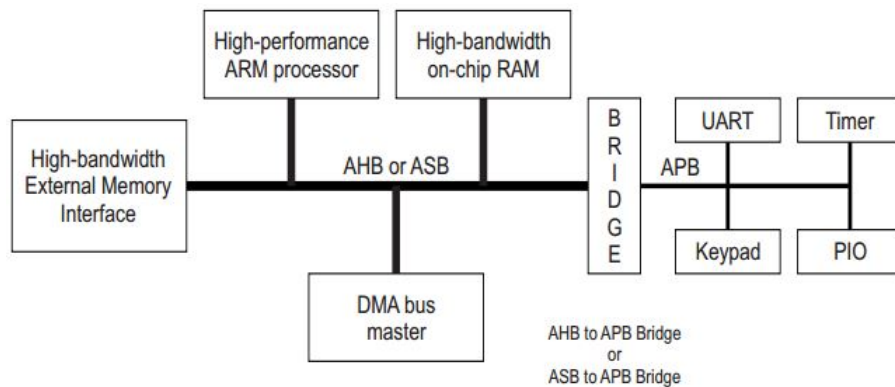 High-performance
ARM processor
High-bandwidth
on-chip RAM
High-bandwidth
External Memory
Interface
AHB or ASB
B
R
I
D
G
E
APB
UART
Timer
Keypad
PIO
DMA bus
master
AHB to APB Bridge
or
ASB to APB Bridge